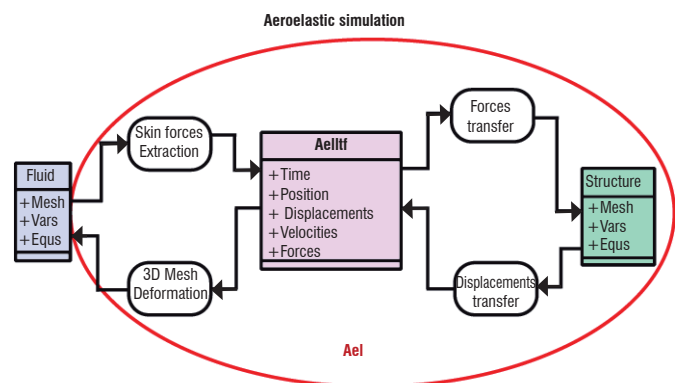 Aeroelastic simulation
Skin forces
Extraction
Forces
transfer
AelItf
Fluid
+Mesh
+Vars
+Equs
+Time
+Position
+ Displacements
+Velocities
+Forces
Structure
+Mesh
+Vars
+Equs
3D Mesh
Deformation
Displacements
transfer
Ael